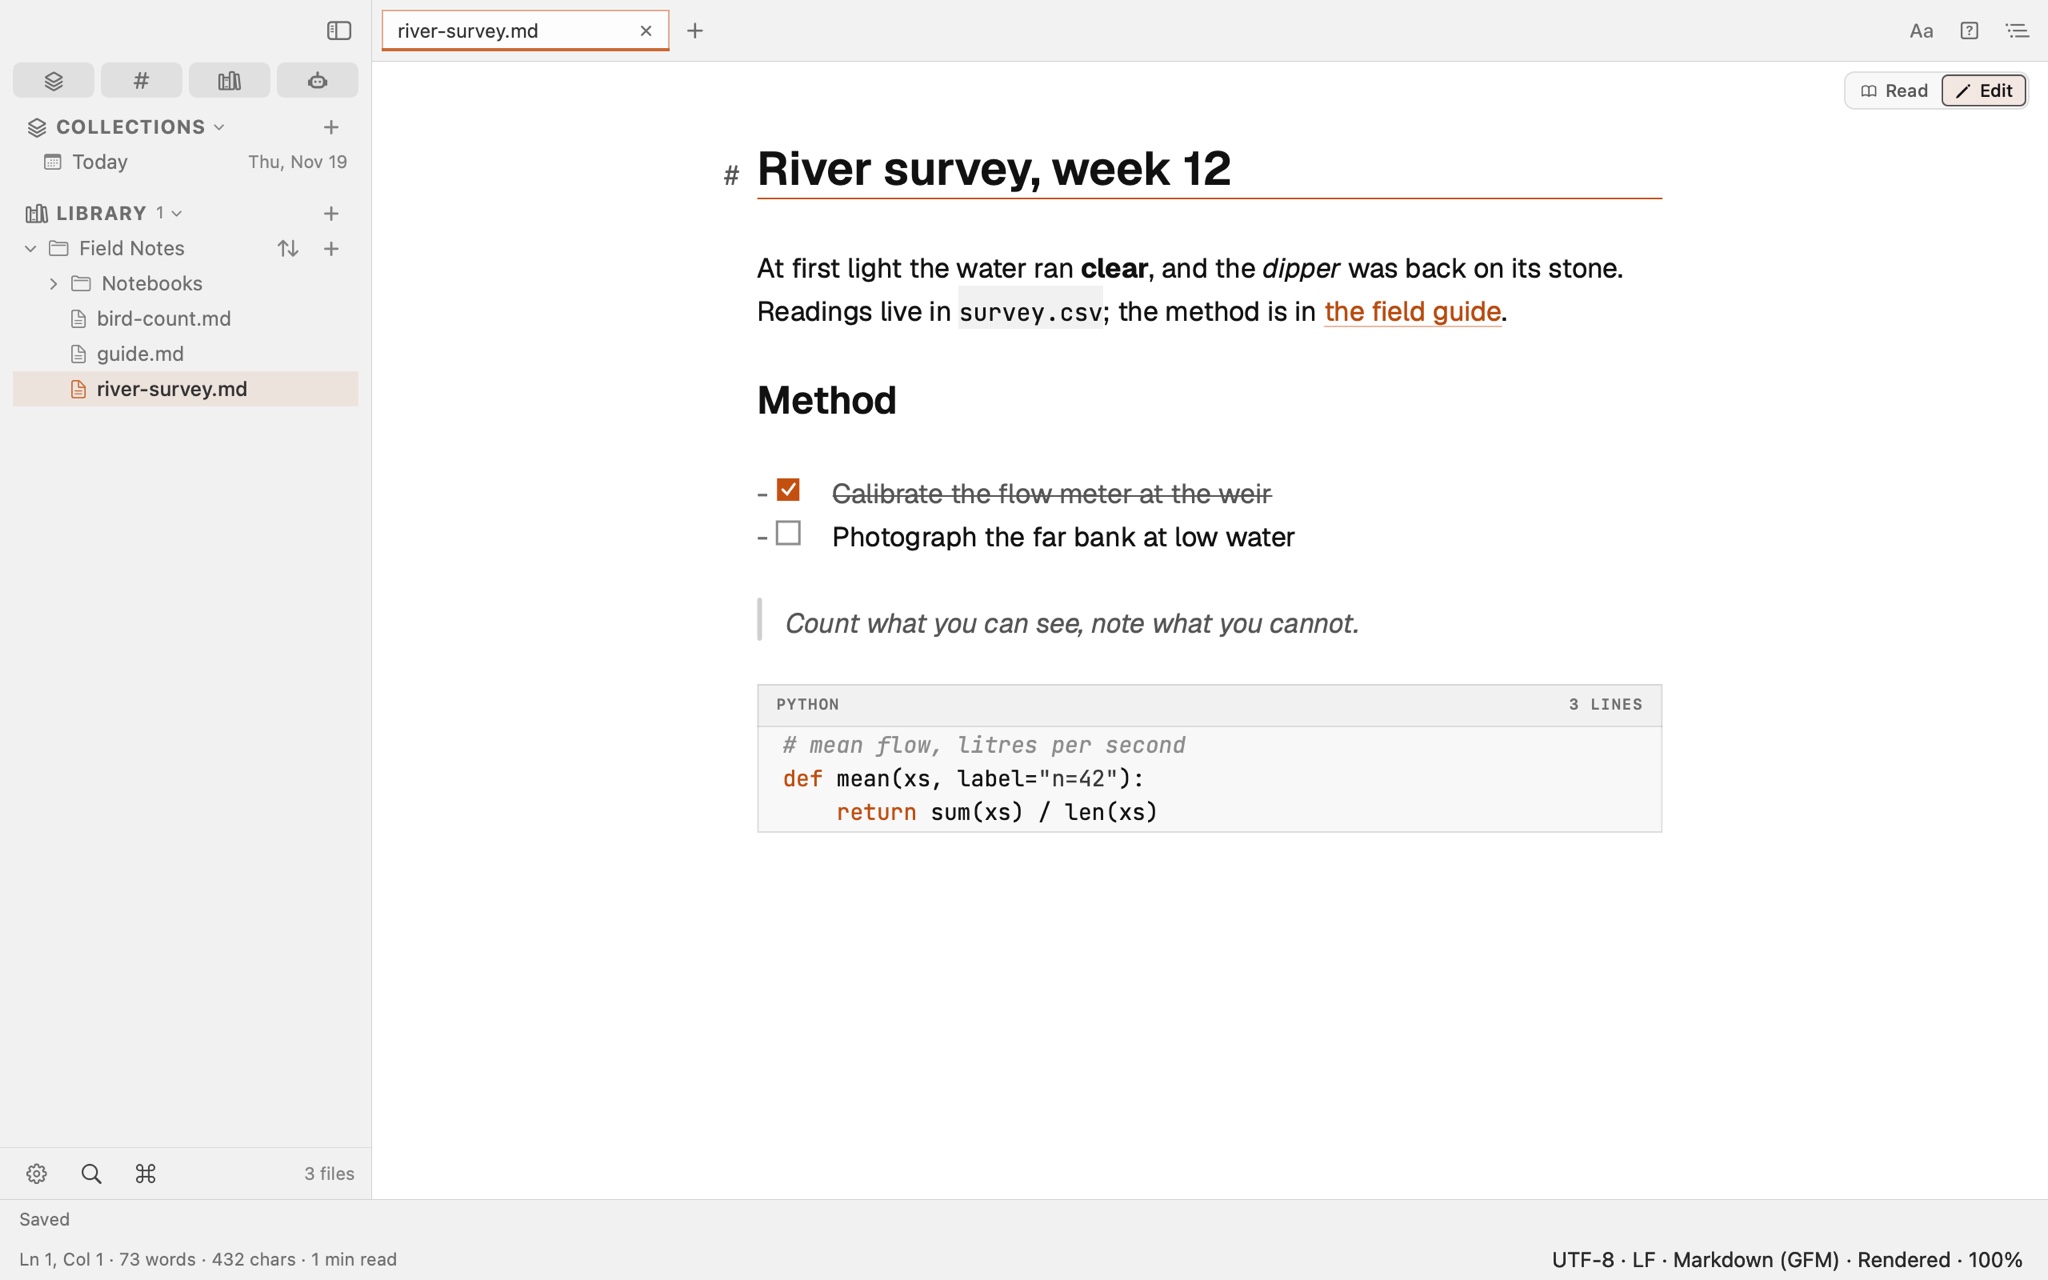 river-survey.md
Aa
Read
Edit
#
COLLECTIONS
Today
Thu, Nov 19
LIBRARY 1
Field Notes
Notebooks
bird-count.md
guide.md
river-survey.md
3 files
# River survey, week 12
At first light the water ran clear, and the dipper was back on its stone.
Readings live in survey.csv; the method is in the field guide.
Method
- Calibrate the flow meter at the weir
- Photograph the far bank at low water
Count what you can see, note what you cannot.
PYTHON
3 LINES
# mean flow, litres per second
def mean(xs, label="n=42"):
    return sum(xs) / len(xs)
Saved
Ln 1, Col 1 · 73 words · 432 chars · 1 min read
UTF-8 · LF · Markdown (GFM) · Rendered · 100%